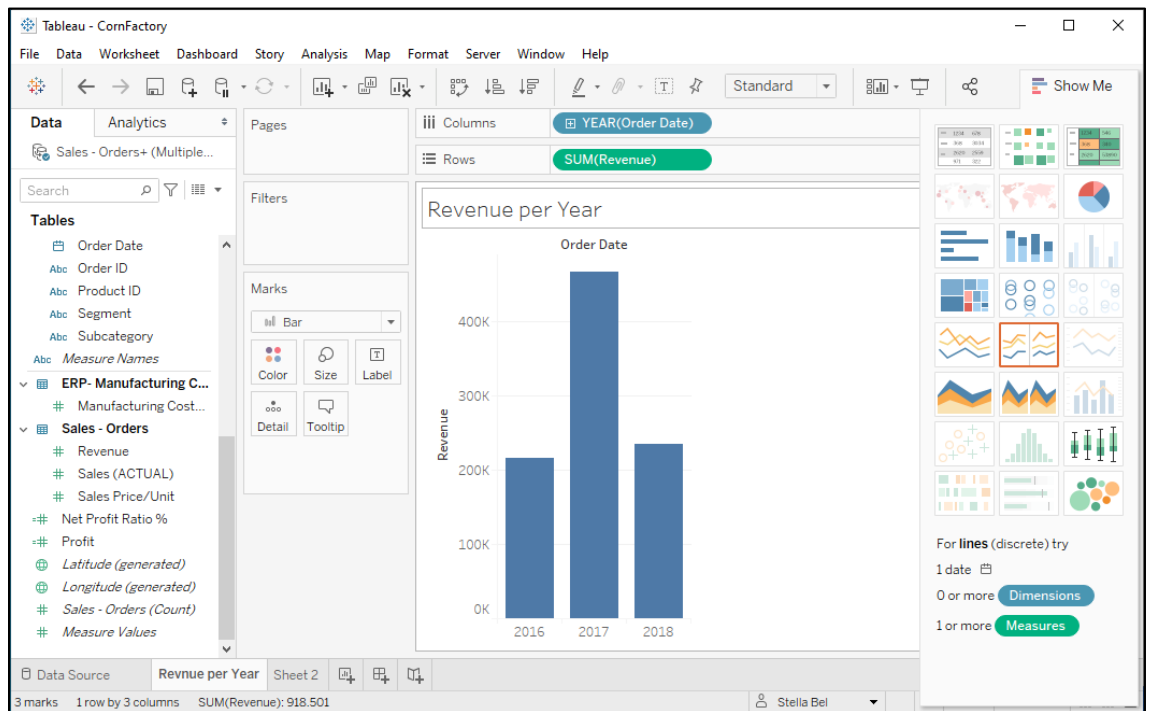 Tableau - CornFactory
File Data Worksheet Dashboard Story Analysis Map Format Server Window Help
Standard
Show Me
Data Analytics
Sales - Orders+ (Multiple...
Search
Tables
Order Date
Abc Order ID
Abc Product ID
Abc Segment
Abc Subcategory
Abc Measure Names
ERP- Manufacturing C...
# Manufacturing Cost...
Sales - Orders
# Revenue
# Sales (ACTUAL)
# Sales Price/Unit
=# Net Profit Ratio %
=# Profit
Latitude (generated)
Longitude (generated)
# Sales - Orders (Count)
# Measure Values
Pages
Filters
Marks
Bar
Color Size Label
Detail Tooltip
Columns YEAR(Order Date)
Rows SUM(Revenue)
Revenue per Year
Order Date
Revenue
400K
300K
200K
100K
0K
2016 2017 2018
For lines (discrete) try
1 date
0 or more Dimensions
1 or more Measures
Data Source Revnue per Year Sheet 2
3 marks 1 row by 3 columns SUM(Revenue): 918.501 Stella Bel